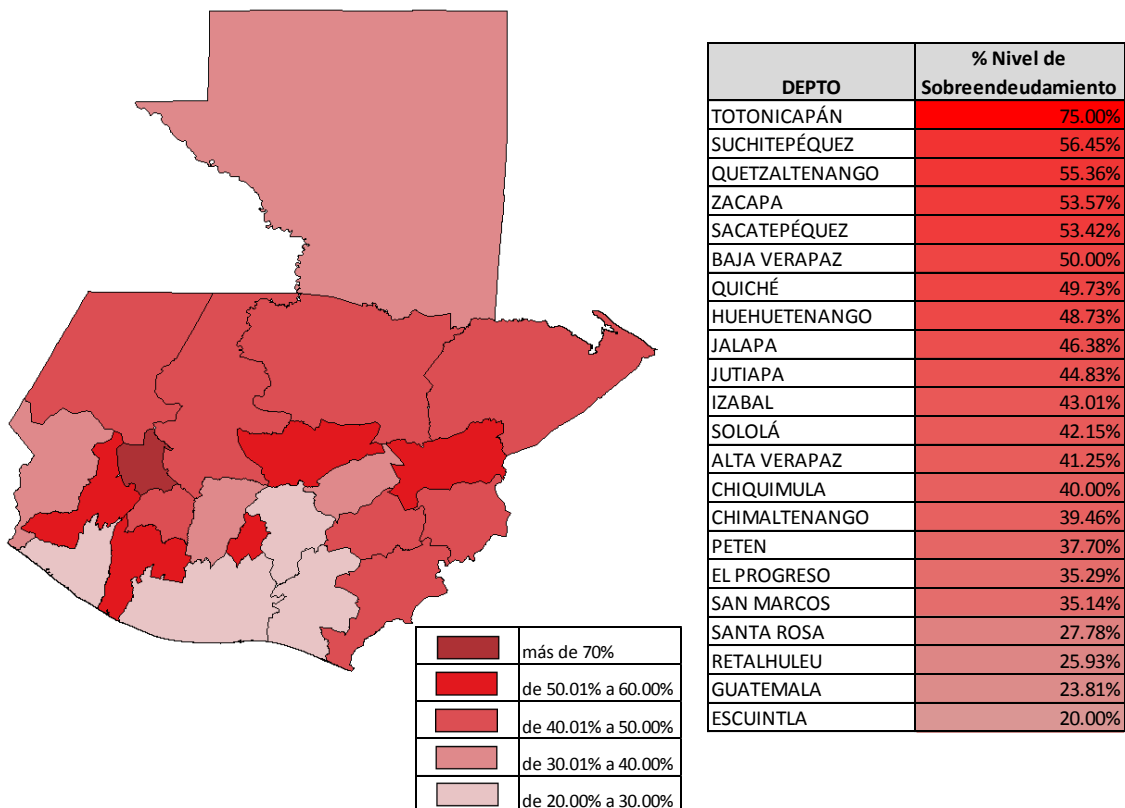 % Nivel de
DEPTO Sobreendeudamiento
TOTONICAPÁN 75.00%
SUCHITEPÉQUEZ 56.45%
QUETZALTENANGO 55.36%
ZACAPA 53.57%
SACATEPÉQUEZ 53.42%
BAJA VERAPAZ 50.00%
QUICHÉ 49.73%
HUEHUETENANGO 48.73%
JALAPA 46.38%
JUTIAPA 44.83%
IZABAL 43.01%
SOLOLÁ 42.15%
ALTA VERAPAZ 41.25%
CHIQUIMULA 40.00%
CHIMALTENANGO 39.46%
PETEN 37.70%
EL PROGRESO 35.29%
SAN MARCOS 35.14%
SANTA ROSA 27.78%
RETALHULEU 25.93%
GUATEMALA 23.81%
ESCUINTLA 20.00%
más de 70%
de 50.01% a 60.00%
de 40.01% a 50.00%
de 30.01% a 40.00%
de 20.00% a 30.00%